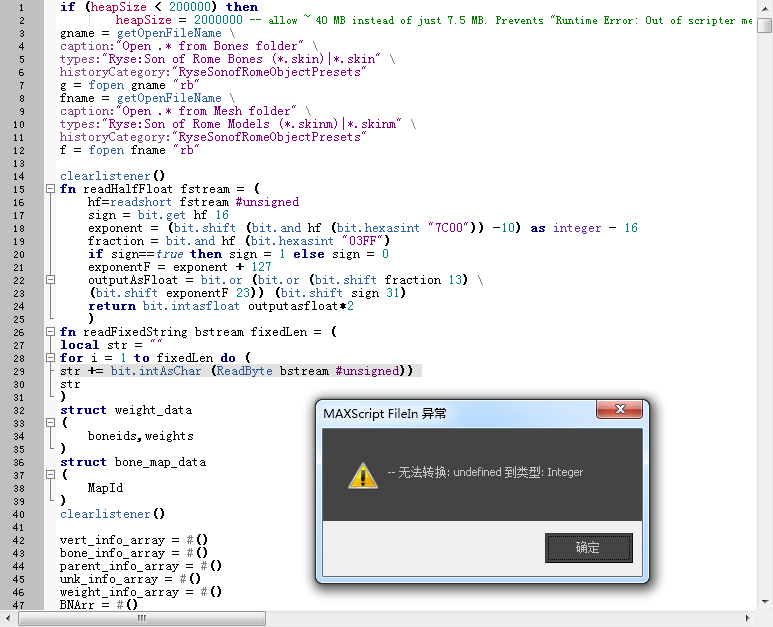 1 if (heapSize < 200000) then
2 heapSize = 2000000 -- allow ~ 40 MB instead of just 7.5 MB. Prevents "Runtime Error: Out of scripter me
3 gname = getOpenFileName \
4 caption:"Open .* from Bones folder" \
5 types:"Ryse:Son of Rome Bones (*.skin)|*.skin" \
6 historyCategory:"RyseSonofRomeObjectPresets"
7 g = fopen gname "rb"
8 fname = getOpenFileName \
9 caption:"Open .* from Mesh folder" \
10 types:"Ryse:Son of Rome Models (*.skinm)|*.skinm" \
11 historyCategory:"RyseSonofRomeObjectPresets"
12 f = fopen fname "rb"
13
14 clearlistener()
15 fn readHalfFloat fstream = (
16 hf=readshort fstream #unsigned
17 sign = bit.get hf 16
18 exponent = (bit.shift (bit.and hf (bit.hexasint "7C00")) -10) as integer - 16
19 fraction = bit.and hf (bit.hexasint "03FF")
20 if sign==true then sign = 1 else sign = 0
21 exponentF = exponent + 127
22 outputAsFloat = bit.or (bit.or (bit.shift fraction 13) \
23 (bit.shift exponentF 23)) (bit.shift sign 31)
24 return bit.intasfloat outputasfloat*2
25 )
26 fn readFixedString bstream fixedLen = (
27 local str = ""
28 for i = 1 to fixedLen do (
29 str += bit.intAsChar (ReadByte bstream #unsigned))
30 str
31 )
32 struct weight_data
33 (
34 boneids,weights
35 )
36 struct bone_map_data
37 (
38 MapId
39 )
40 clearlistener()
41
42 vert_info_array = #()
43 bone_info_array = #()
44 parent_info_array = #()
45 unk_info_array = #()
46 weight_info_array = #()
47 BNArr = #()
MAXScript FileIn 异常
-- 无法转换: undefined 到类型: Integer
确定